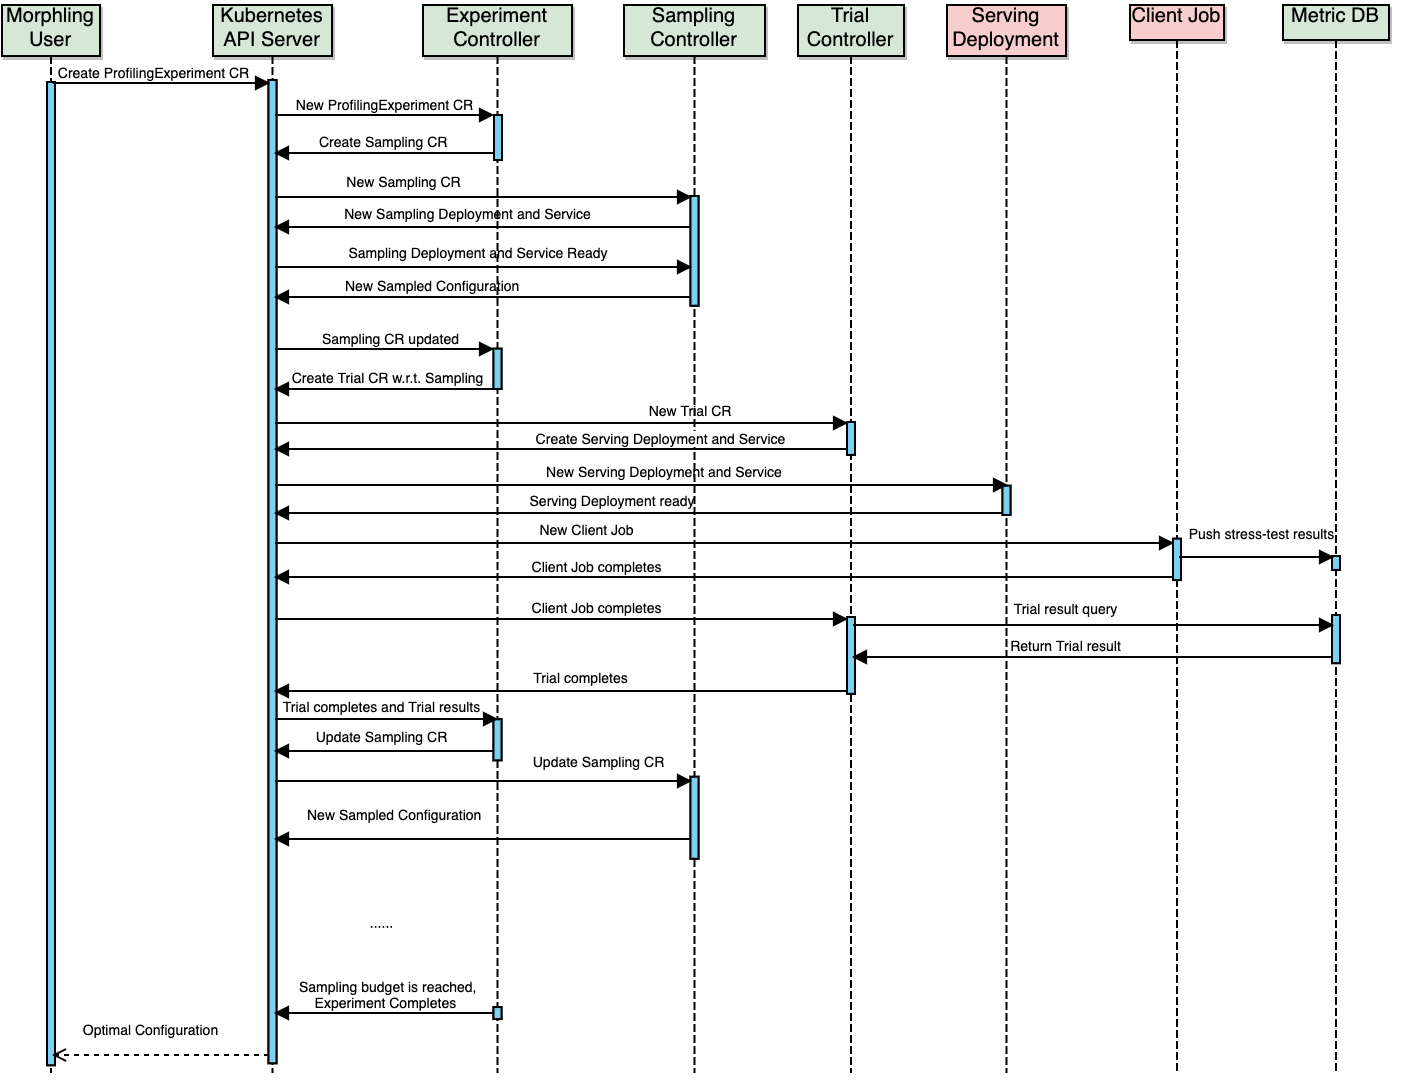 Morphling
User
Kubernetes
API Server
Experiment
Controller
Sampling
Controller
Trial
Controller
Serving
Deployment
Client Job
Metric DB
Create ProfilingExperiment CR
New ProfilingExperiment CR
Create Sampling CR
New Sampling CR
New Sampling Deployment and Service
Sampling Deployment and Service Ready
New Sampled Configuration
Sampling CR updated
Create Trial CR w.r.t. Sampling
New Trial CR
Create Serving Deployment and Service
New Serving Deployment and Service
Serving Deployment ready
New Client Job
Push stress-test results
Client Job completes
Client Job completes
Trial result query
Return Trial result
Trial completes
Trial completes and Trial results
Update Sampling CR
Update Sampling CR
New Sampled Configuration
......
Sampling budget is reached,
Experiment Completes
Optimal Configuration